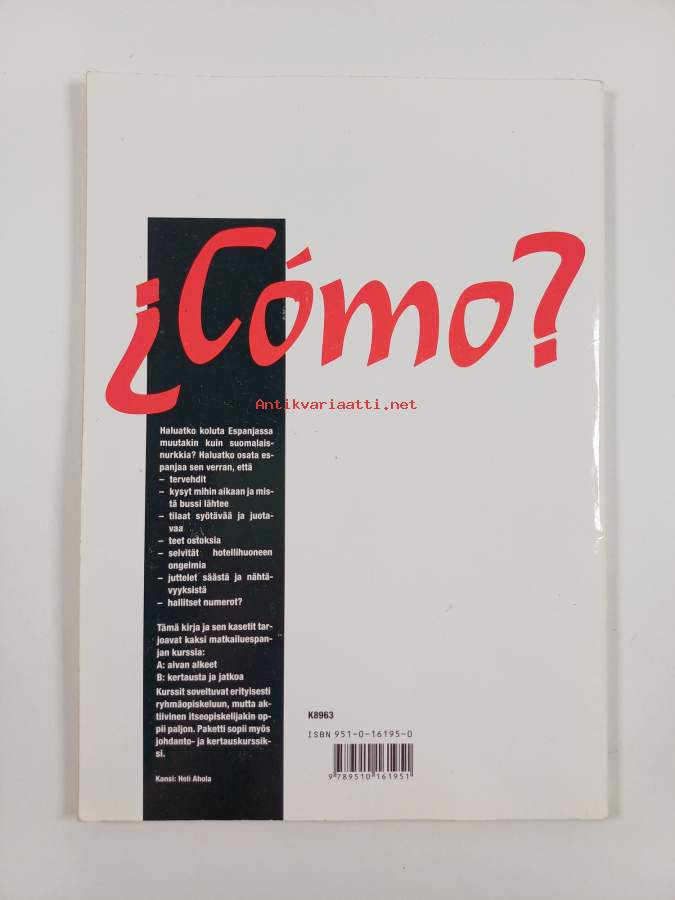 ¿Cómo?
Antikvariaatti.net
Haluatko koluta Espanjassa
muutakin kuin suomalais-
nurkkia? Haluatko osata es-
panjaa sen verran, että
– tervehdit
– kysyt mihin aikaan ja mis-
tä bussi lähtee
– tilaat syötävää ja juota-
vaa
– teet ostoksia
– selvität hotellihuoneen
ongelmia
– juttelet säästä ja nähtä-
vyyksistä
– hallitset numerot?
Tämä kirja ja sen kasetit tar-
joavat kaksi matkailuespan-
jan kurssia:
A: aivan alkeet
B: kertausta ja jatkoa
Kurssit soveltuvat erityisesti
ryhmäopiskeluun, mutta ak-
tiivinen itseopiskelijakin op-
pii paljon. Paketti sopii myös
johdanto- ja kertauskurssik-
si.
Kansi: Heli Ahola
K8963
ISBN 951-0-16195-0
9 789510 161951